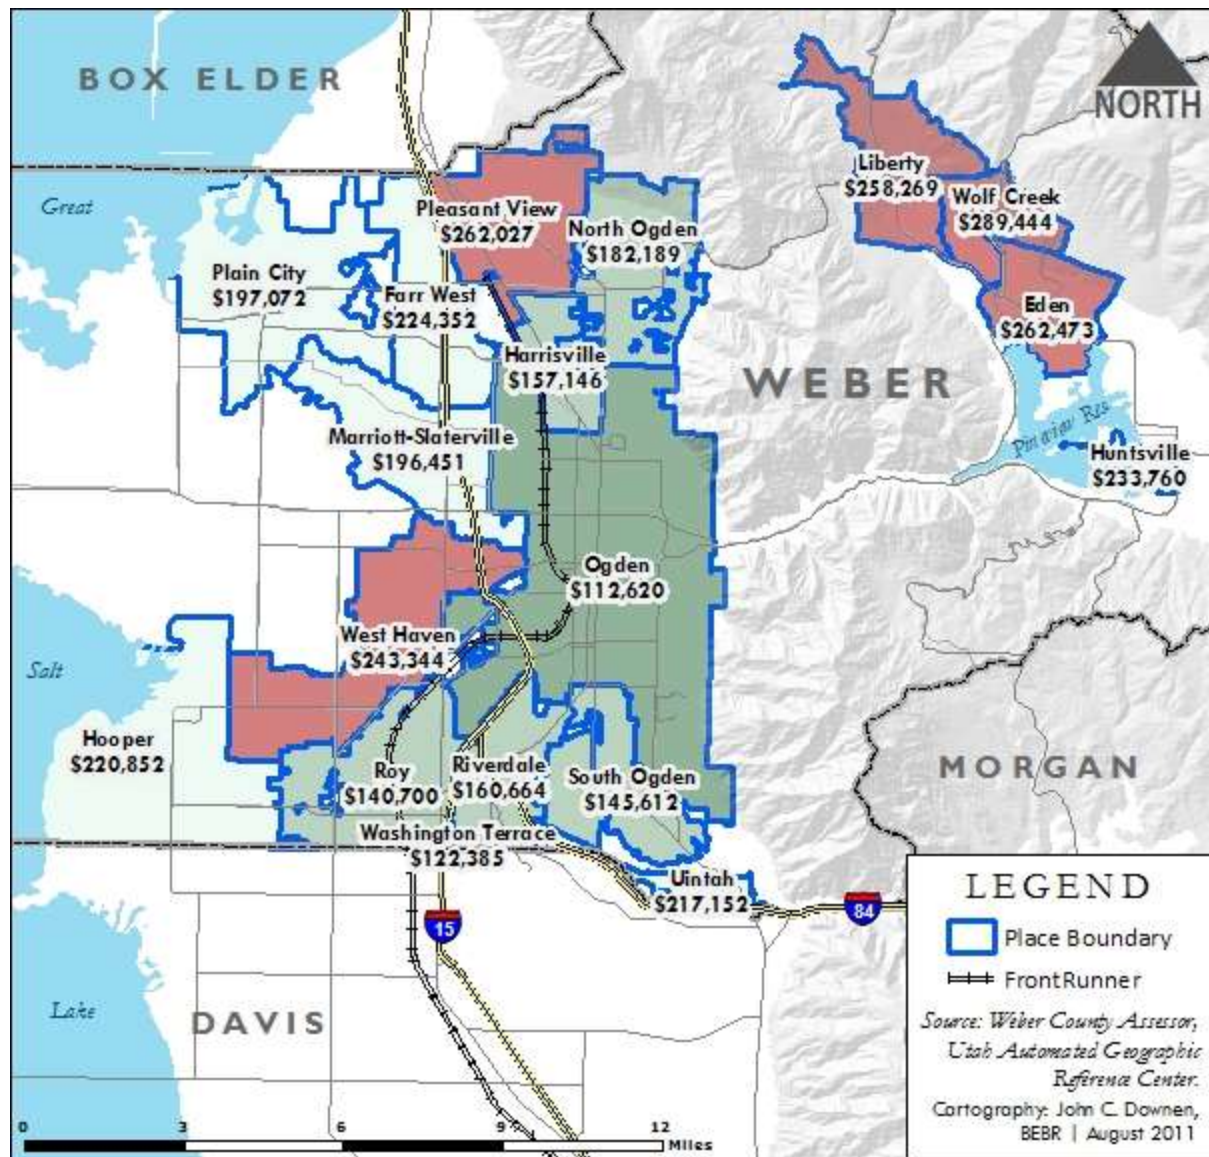 BOX ELDER
NORTH
Great
Liberty
$258,269
Wolf Creek
$289,444
Pleasant View
$262,027
North Ogden
$182,189
Plain City
$197,072
Farr West
$224,352
Eden
$262,473
Harrisville
$157,146
WEBER
Pineview Res
Marriott-Slaterville
$196,451
Huntsville
$233,760
Ogden
$112,620
West Haven
$243,344
Salt
Hooper
$220,852
Roy
$140,700
Riverdale
$160,664
South Ogden
$145,612
MORGAN
Washington Terrace
$122,385
Uintah
$217,152
84
15
LEGEND
Place Boundary
FrontRunner
Source: Weber County Assessor,
Utah Automated Geographic
Reference Center.
Cartography: John C. Downen,
BEBR | August 2011
Lake
DAVIS
0 3 6 9 12
Miles